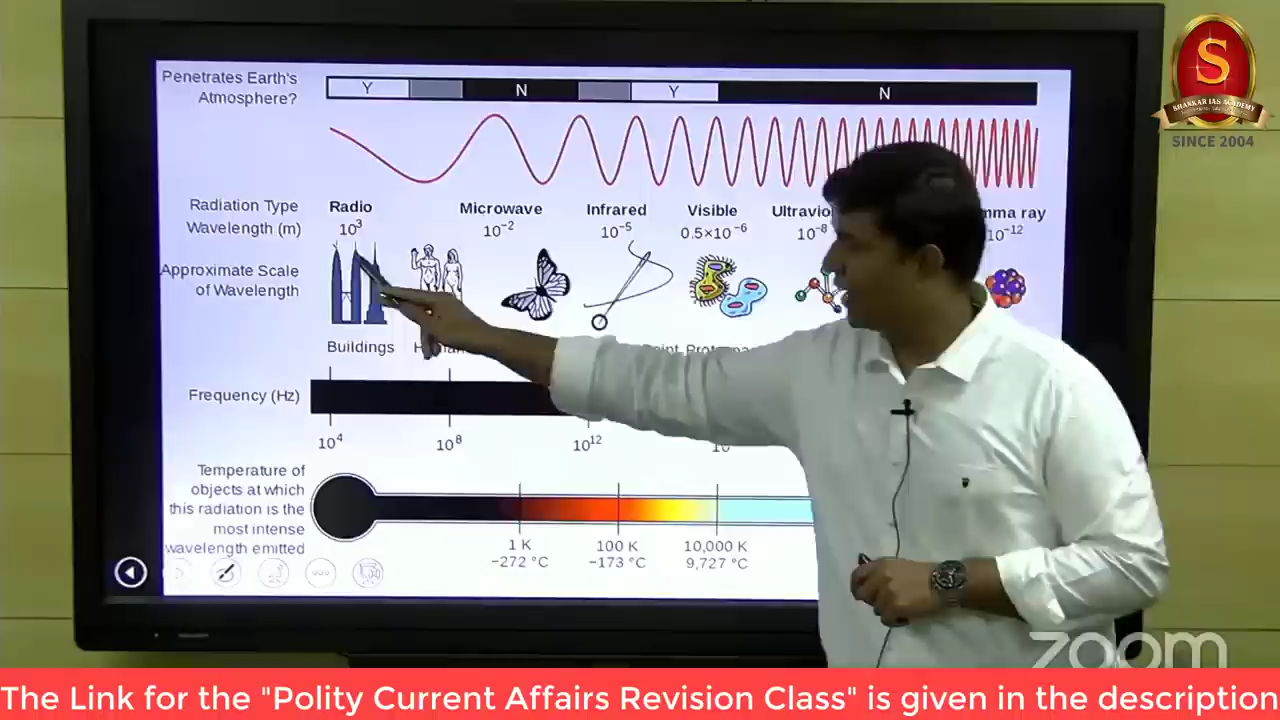 Penetrates Earth's
Atmosphere?
Y
N
Y
N
Radiation Type
Radio
Microwave
Infrared
Visible
Wavelength (m)
10³
10⁻²
10⁻⁵
0.5×10⁻⁶
10⁻⁸
10⁻¹²
Approximate Scale
of Wavelength
Buildings
Frequency (Hz)
10⁴
10⁸
10¹²
Temperature of
objects at which
this radiation is the
most intense
wavelength emitted
1 K
−272 °C
100 K
−173 °C
10,000 K
9,727 °C
S
SHANKAR IAS ACADEMY
SINCE 2004
zoom
The Link for the "Polity Current Affairs Revision Class" is given in the description